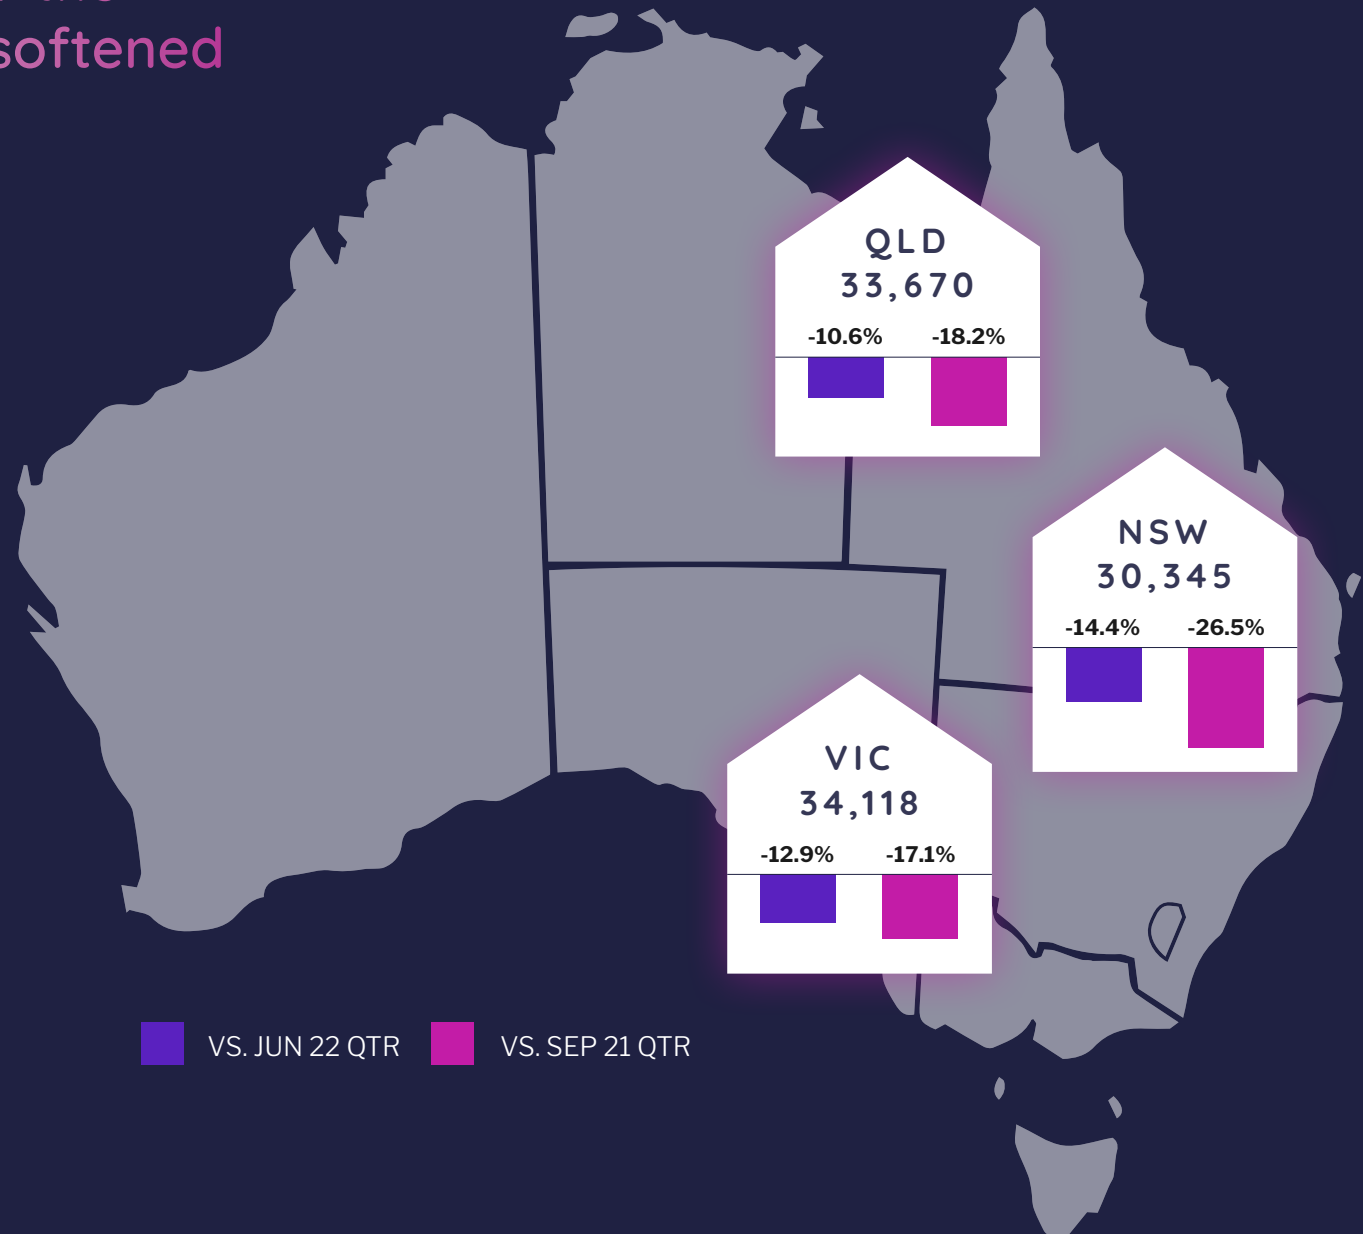 softened
QLD
33,670
-10.6% -18.2%
NSW
30,345
-14.4% -26.5%
VIC
34,118
-12.9% -17.1%
VS. JUN 22 QTR VS. SEP 21 QTR